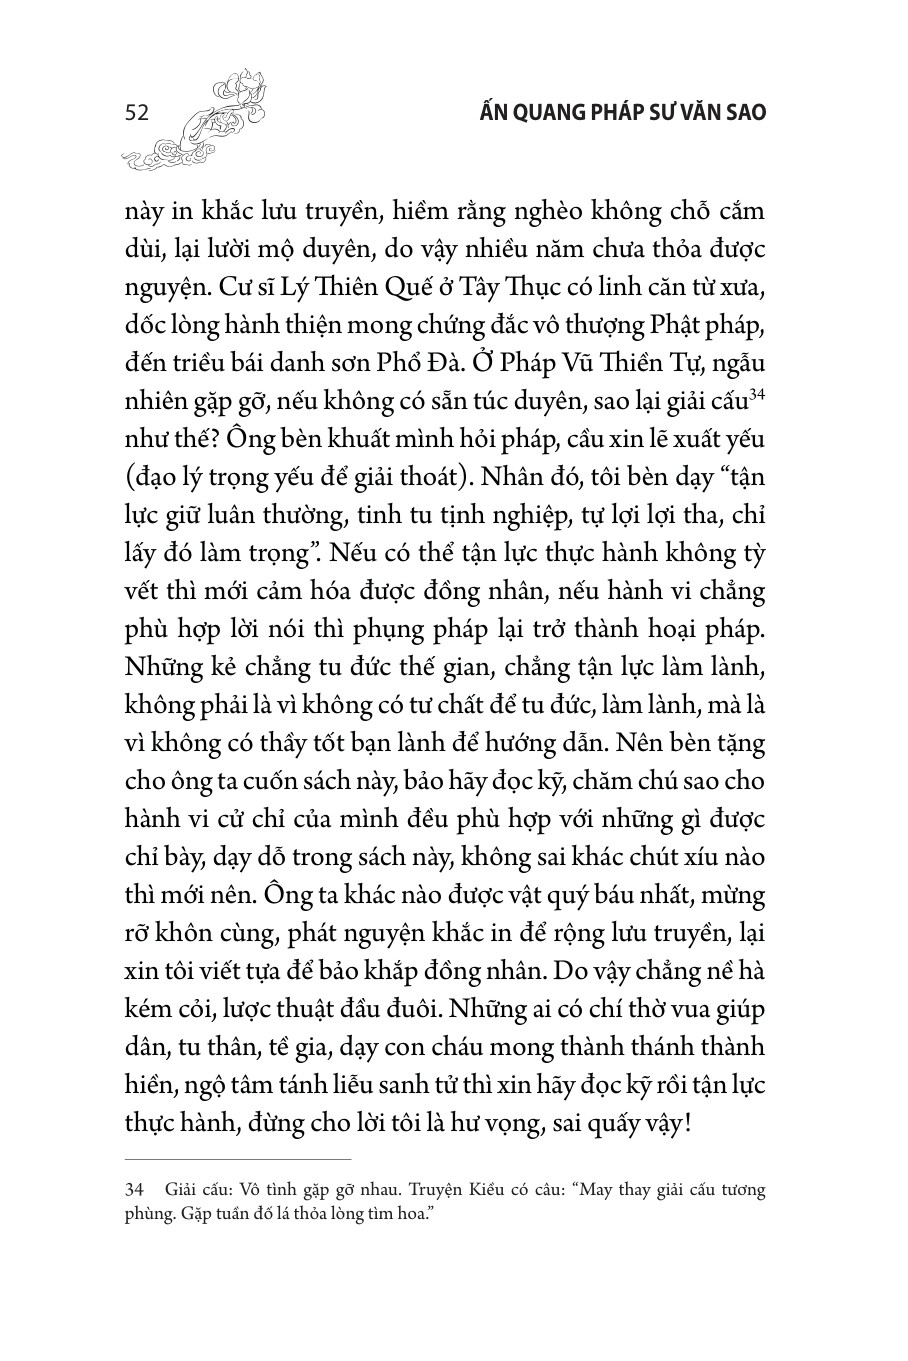 52
ẤN QUANG PHÁP SƯ VĂN SAO
này in khắc lưu truyền, hiềm rằng nghèo không chỗ cắm
dùi, lại lười mộ duyên, do vậy nhiều năm chưa thỏa được
nguyện. Cư sĩ Lý Thiên Quế ở Tây Thục có linh căn từ xưa,
dốc lòng hành thiện mong chứng đắc vô thượng Phật pháp,
đến triều bái danh sơn Phổ Đà. Ở Pháp Vũ Thiền Tự, ngẫu
nhiên gặp gỡ, nếu không có sẵn túc duyên, sao lại giải cấu34
như thế? Ông bèn khuất mình hỏi pháp, cầu xin lẽ xuất yếu
(đạo lý trọng yếu để giải thoát). Nhân đó, tôi bèn dạy “tận
lực giữ luân thường, tinh tu tịnh nghiệp, tự lợi lợi tha, chỉ
lấy đó làm trọng”. Nếu có thể tận lực thực hành không tỳ
vết thì mới cảm hóa được đồng nhân, nếu hành vi chẳng
phù hợp lời nói thì phụng pháp lại trở thành hoại pháp.
Những kẻ chẳng tu đức thế gian, chẳng tận lực làm lành,
không phải là vì không có tư chất để tu đức, làm lành, mà là
vì không có thầy tốt bạn lành để hướng dẫn. Nên bèn tặng
cho ông ta cuốn sách này, bảo hãy đọc kỹ, chăm chú sao cho
hành vi cử chỉ của mình đều phù hợp với những gì được
chỉ bày, dạy dỗ trong sách này, không sai khác chút xíu nào
thì mới nên. Ông ta khác nào được vật quý báu nhất, mừng
rỡ khôn cùng, phát nguyện khắc in để rộng lưu truyền, lại
xin tôi viết tựa để bảo khắp đồng nhân. Do vậy chẳng nề hà
kém cỏi, lược thuật đầu đuôi. Những ai có chí thờ vua giúp
dân, tu thân, tề gia, dạy con cháu mong thành thánh thành
hiền, ngộ tâm tánh liễu sanh tử thì xin hãy đọc kỹ rồi tận lực
thực hành, đừng cho lời tôi là hư vọng, sai quấy vậy!
34 Giải cấu: Vô tình gặp gỡ nhau. Truyện Kiều có câu: “May thay giải cấu tương
phùng. Gặp tuần đố lá thỏa lòng tìm hoa.”